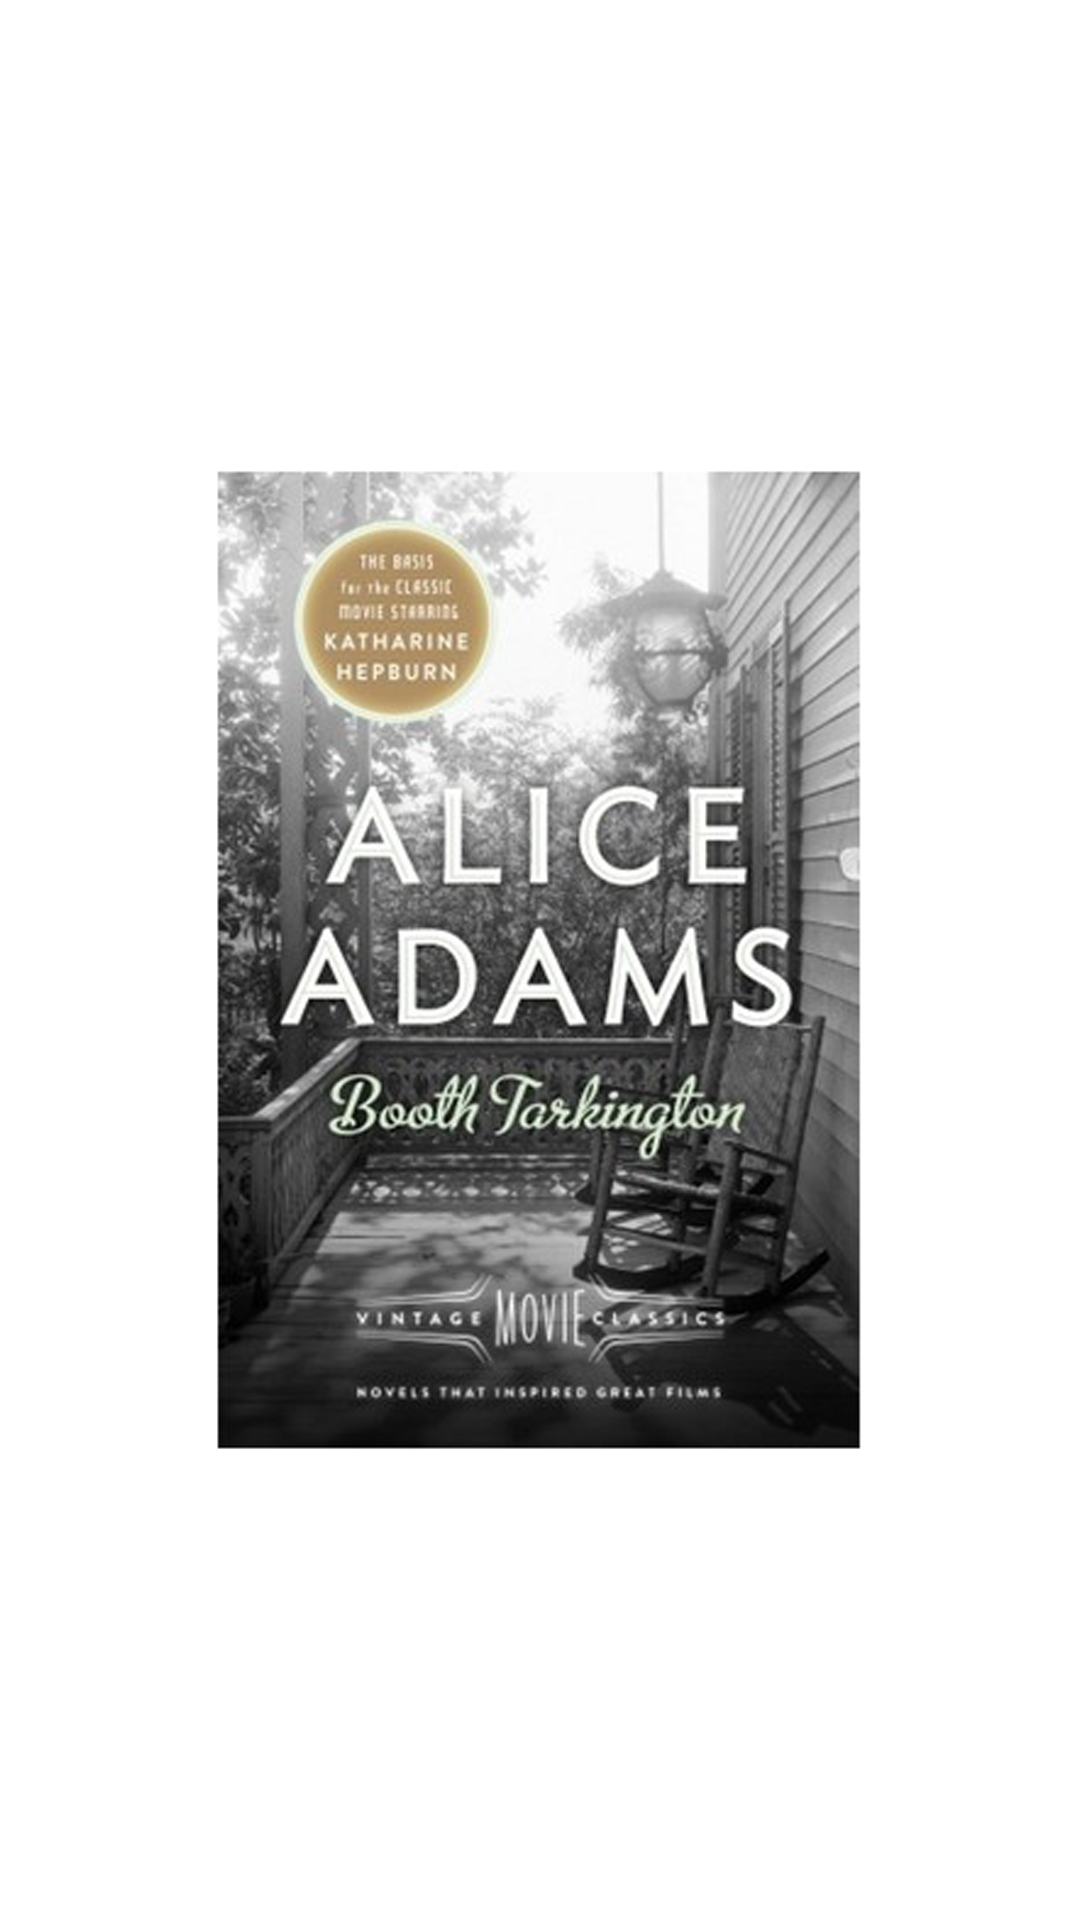 THE BASIS
for the CLASSIC
MOVIE STARRING
KATHARINE
HEPBURN
ALICE
ADAMS
Booth Tarkington
VINTAGE MOVIE CLASSICS
NOVELS THAT INSPIRED GREAT FILMS